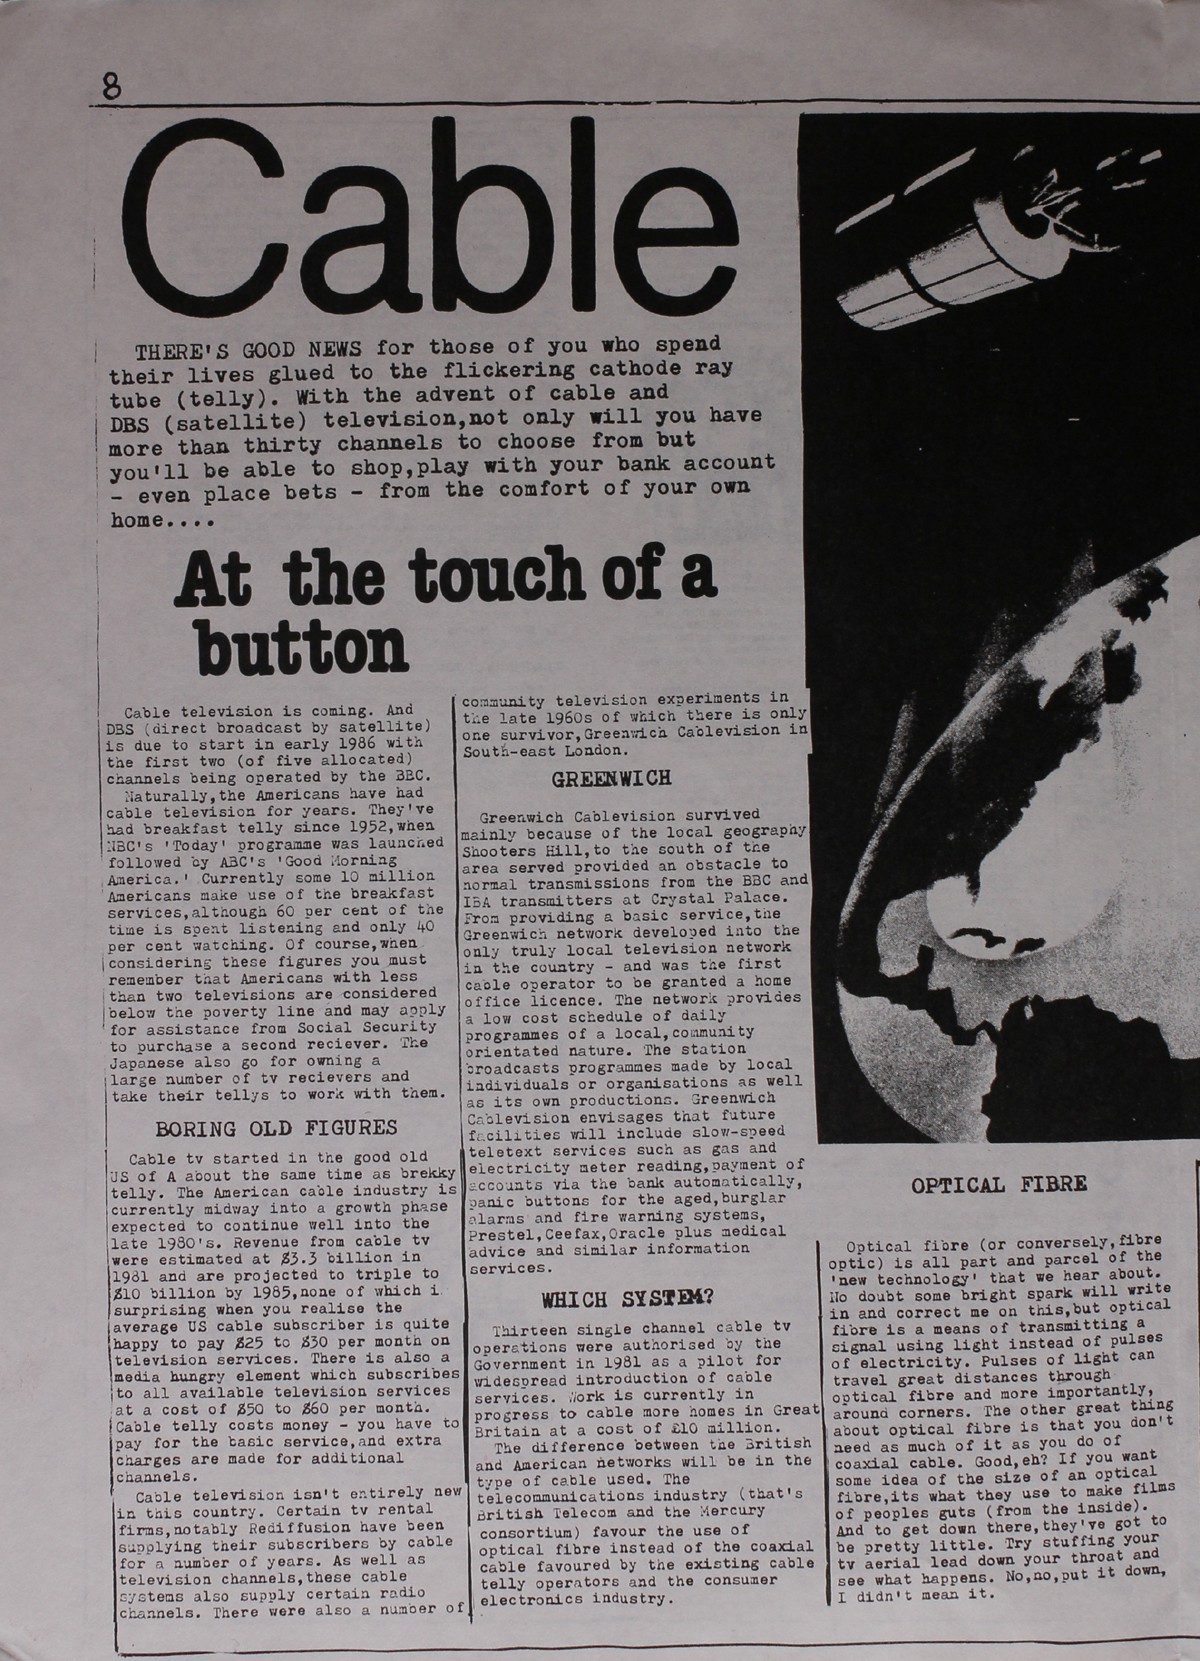 8
Cable
THERE'S GOOD NEWS for those of you who spend
their lives glued to the flickering cathode ray
tube (telly). With the advent of cable and
DBS (satellite) television,not only will you have
more than thirty channels to choose from but
you'll be able to shop,play with your bank account
- even place bets - from the comfort of your own
home....
At the touch of a
button
Cable television is coming. And
DBS (direct broadcast by satellite)
is due to start in early 1986 with
the first two (of five allocated)
channels being operated by the BBC.
Naturally,the Americans have had
cable television for years. They've
had breakfast telly since 1952,when
NBC's 'Today' programme was launched
followed by ABC's 'Good Morning
America.' Currently some 10 million
Americans make use of the breakfast
services,although 60 per cent of the
time is spent listening and only 40
per cent watching. Of course,when
considering these figures you must
remember that Americans with less
than two televisions are considered
below the poverty line and may apply
for assistance from Social Security
to purchase a second reciever. The
Japanese also go for owning a
large number of tv recievers and
take their tellys to work with them.
BORING OLD FIGURES
Cable tv started in the good old
US of A about the same time as brekky
telly. The American cable industry is
currently midway into a growth phase
expected to continue well into the
late 1980's. Revenue from cable tv
were estimated at $3.3 billion in
1981 and are projected to triple to
$10 billion by 1985,none of which i
surprising when you realise the
average US cable subscriber is quite
happy to pay $25 to $30 per month on
television services. There is also a
media hungry element which subscribes
to all available television services
at a cost of $50 to $60 per month.
Cable telly costs money - you have to
pay for the basic service,and extra
charges are made for additional
channels.
Cable television isn't entirely new
in this country. Certain tv rental
firms,notably Rediffusion have been
supplying their subscribers by cable
for a number of years. As well as
television channels,these cable
systems also supply certain radio
channels. There were also a number of
community television experiments in
the late 1960s of which there is only
one survivor,Greenwich Cablevision in
South-east London.
GREENWICH
Greenwich Cablevision survived
mainly because of the local geography
Shooters Hill,to the south of the
area served provided an obstacle to
normal transmissions from the BBC and
IBA transmitters at Crystal Palace.
From providing a basic service,the
Greenwich network developed into the
only truly local television network
in the country - and was the first
cable operator to be granted a home
office licence. The network provides
a low cost schedule of daily
programmes of a local,community
orientated nature. The station
broadcasts programmes made by local
individuals or organisations as well
as its own productions. Greenwich
Cablevision envisages that future
facilities will include slow-speed
teletext services such as gas and
electricity meter reading,payment of
accounts via the bank automatically,
panic buttons for the aged,burglar
alarms and fire warning systems,
Prestel,Ceefax,Oracle plus medical
advice and similar information
services.
WHICH SYSTEM?
Thirteen single channel cable tv
operations were authorised by the
Government in 1981 as a pilot for
widespread introduction of cable
services. Work is currently in
progress to cable more homes in Great
Britain at a cost of £10 million.
The difference between the British
and American networks will be in the
type of cable used. The
telecommunications industry (that's
British Telecom and the Mercury
consortium) favour the use of
optical fibre instead of the coaxial
cable favoured by the existing cable
telly operators and the consumer
electronics industry.
OPTICAL FIBRE
Optical fibre (or conversely,fibre
optic) is all part and parcel of the
'new technology' that we hear about.
No doubt some bright spark will write
in and correct me on this,but optical
fibre is a means of transmitting a
signal using light instead of pulses
of electricity. Pulses of light can
travel great distances through
optical fibre and more importantly,
around corners. The other great thing
about optical fibre is that you don't
need as much of it as you do of
coaxial cable. Good,eh? If you want
some idea of the size of an optical
fibre,its what they use to make films
of peoples guts (from the inside).
And to get down there,they've got to
be pretty little. Try stuffing your
tv aerial lead down your throat and
see what happens. No,no,put it down,
I didn't mean it.